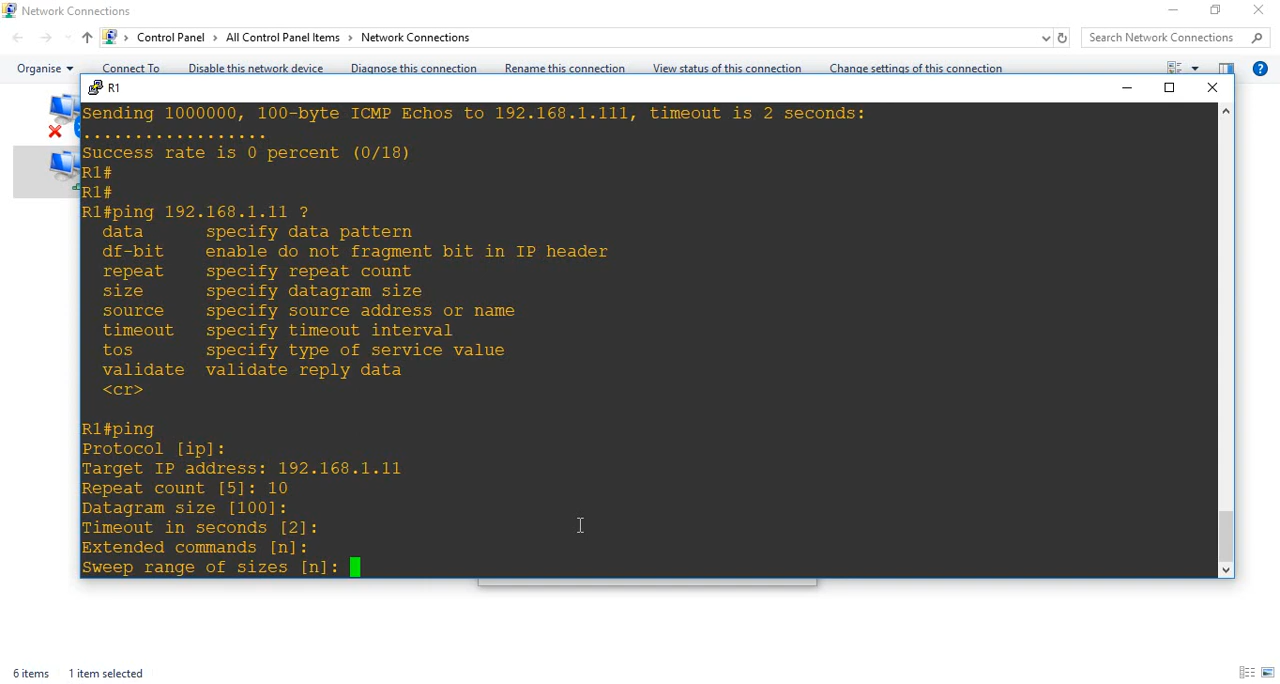 Network Connections
Control Panel > All Control Panel Items > Network Connections
Search Network Connections
Organise
Connect To
Disable this network device
Diagnose this connection
Rename this connection
View status of this connection
Change settings of this connection
R1
Sending 1000000, 100-byte ICMP Echos to 192.168.1.111, timeout is 2 seconds:
..................
Success rate is 0 percent (0/18)
R1#
R1#
R1#ping 192.168.1.11 ?
data specify data pattern
df-bit enable do not fragment bit in IP header
repeat specify repeat count
size specify datagram size
source specify source address or name
timeout specify timeout interval
tos specify type of service value
validate validate reply data
<cr>
R1#ping
Protocol [ip]:
Target IP address: 192.168.1.11
Repeat count [5]: 10
Datagram size [100]:
Timeout in seconds [2]:
Extended commands [n]:
Sweep range of sizes [n]:
6 items 1 item selected